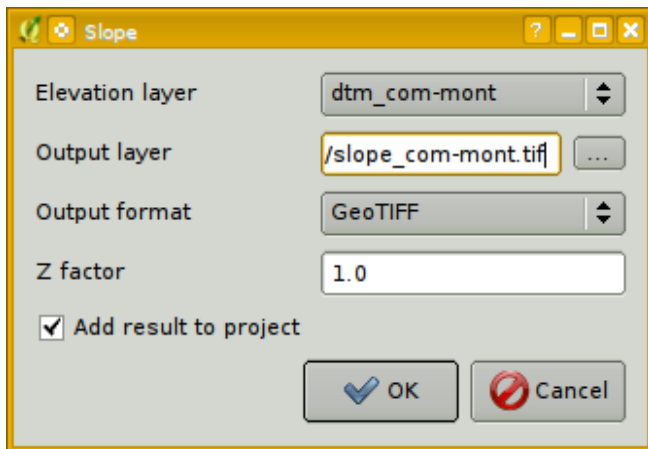 Slope
?
Elevation layer dtm_com-mont
Output layer /slope_com-mont.tif ...
Output format GeoTIFF
Z factor 1.0
Add result to project
OK Cancel